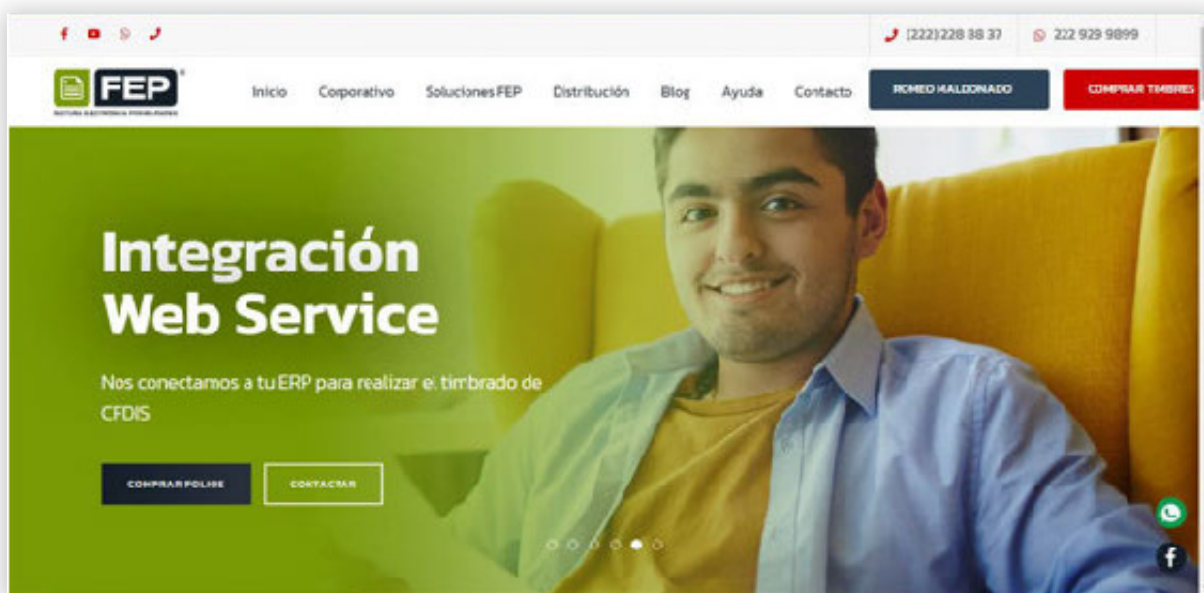 (222) 228 38 37
222 929 9899
FEP
Inicio
Corporativo
Soluciones FEP
Distribución
Blog
Ayuda
Contacto
ROMEO MALDONADO
COMPRAR TIMBRES
Integración
Web Service
Nos conectamos a tu ERP para realizar el timbrado de
CFDIS
COMPRAR
CONTACTAR